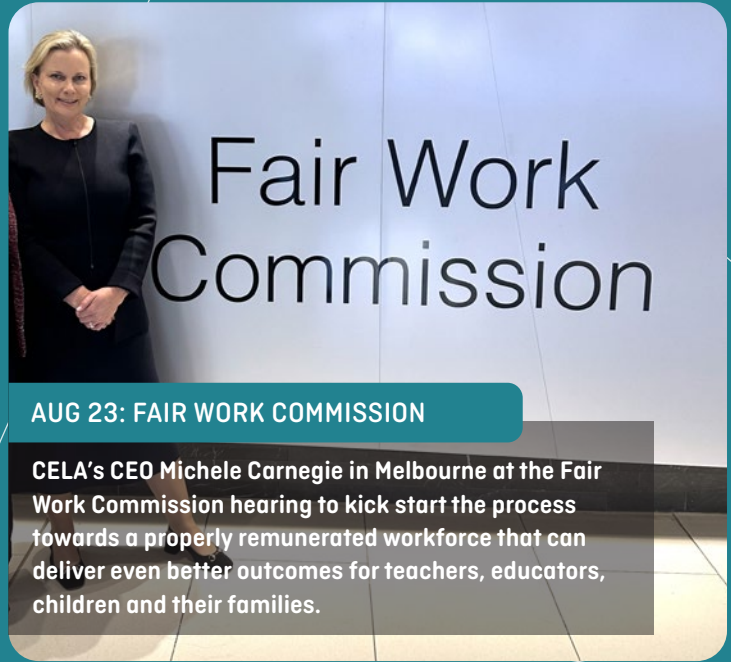 Fair Work
Commission
AUG 23: FAIR WORK COMMISSION
CELA’s CEO Michele Carnegie in Melbourne at the Fair
Work Commission hearing to kick start the process
towards a properly remunerated workforce that can
deliver even better outcomes for teachers, educators,
children and their families.